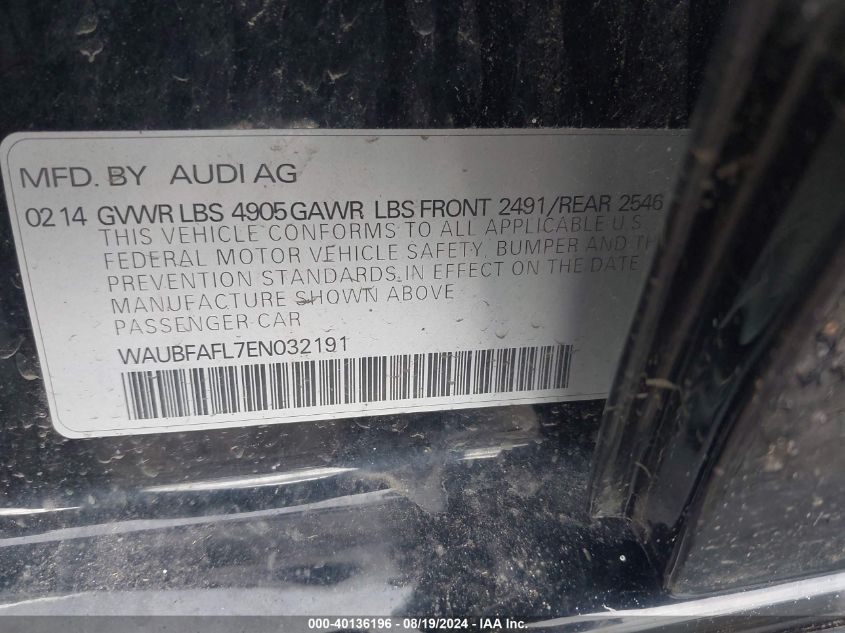 MFD. BY AUDI AG
02 14 GVWR LBS 4905 GAWR LBS FRONT 2491/REAR 2546
THIS VEHICLE CONFORMS TO ALL APPLICABLE U.S
FEDERAL MOTOR VEHICLE SAFETY, BUMPER AND TH
PREVENTION STANDARDS IN EFFECT ON THE DATE
MANUFACTURE SHOWN ABOVE
PASSENGER CAR
WAUBFAFL7EN032191
000-40136196 - 08/19/2024 - © IAA, Inc.